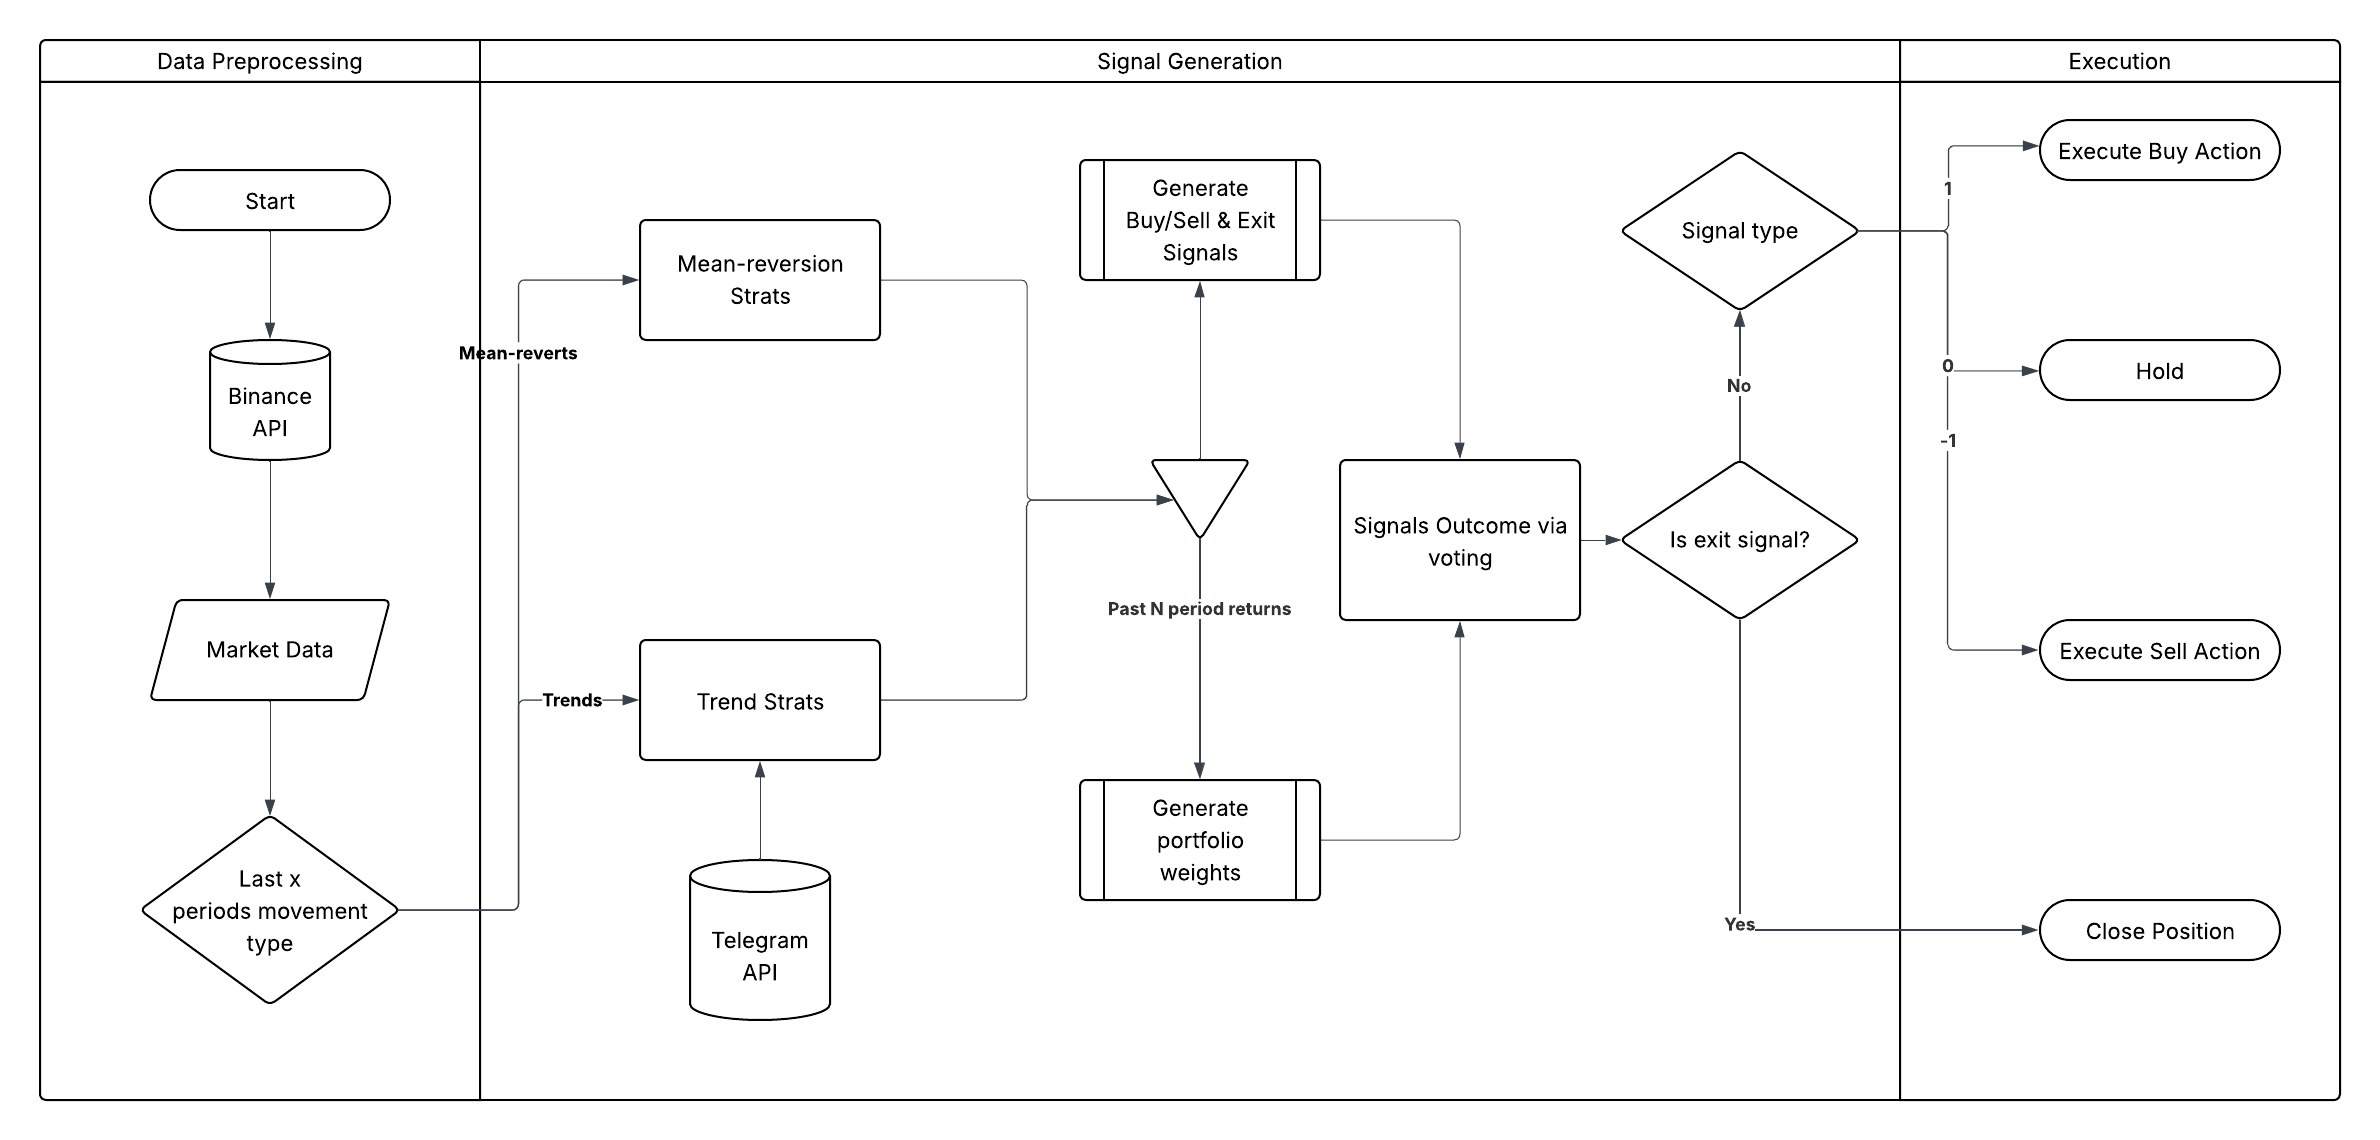 Data Preprocessing
Signal Generation
Execution
Start
Binance
API
Market Data
Last x
periods movement
type
Mean-reverts
Trends
Mean-reversion
Strats
Trend Strats
Telegram
API
Generate
Buy/Sell & Exit
Signals
Past N period returns
Generate
portfolio
weights
Signals Outcome via
voting
Signal type
No
Is exit signal?
Yes
1
0
-1
Execute Buy Action
Hold
Execute Sell Action
Close Position